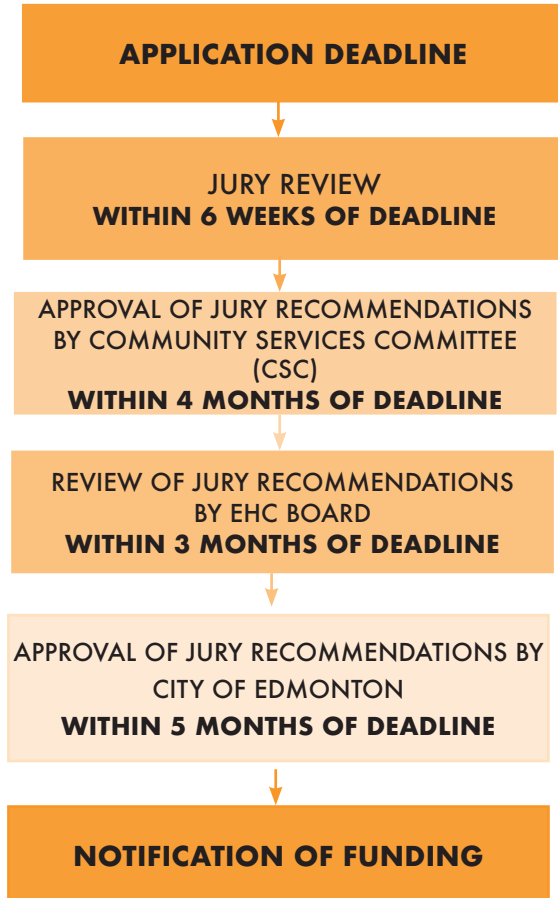 APPLICATION DEADLINE
JURY REVIEW
WITHIN 6 WEEKS OF DEADLINE
APPROVAL OF JURY RECOMMENDATIONS
BY COMMUNITY SERVICES COMMITTEE
(CSC)
WITHIN 4 MONTHS OF DEADLINE
REVIEW OF JURY RECOMMENDATIONS
BY EHC BOARD
WITHIN 3 MONTHS OF DEADLINE
APPROVAL OF JURY RECOMMENDATIONS BY
CITY OF EDMONTON
WITHIN 5 MONTHS OF DEADLINE
NOTIFICATION OF FUNDING